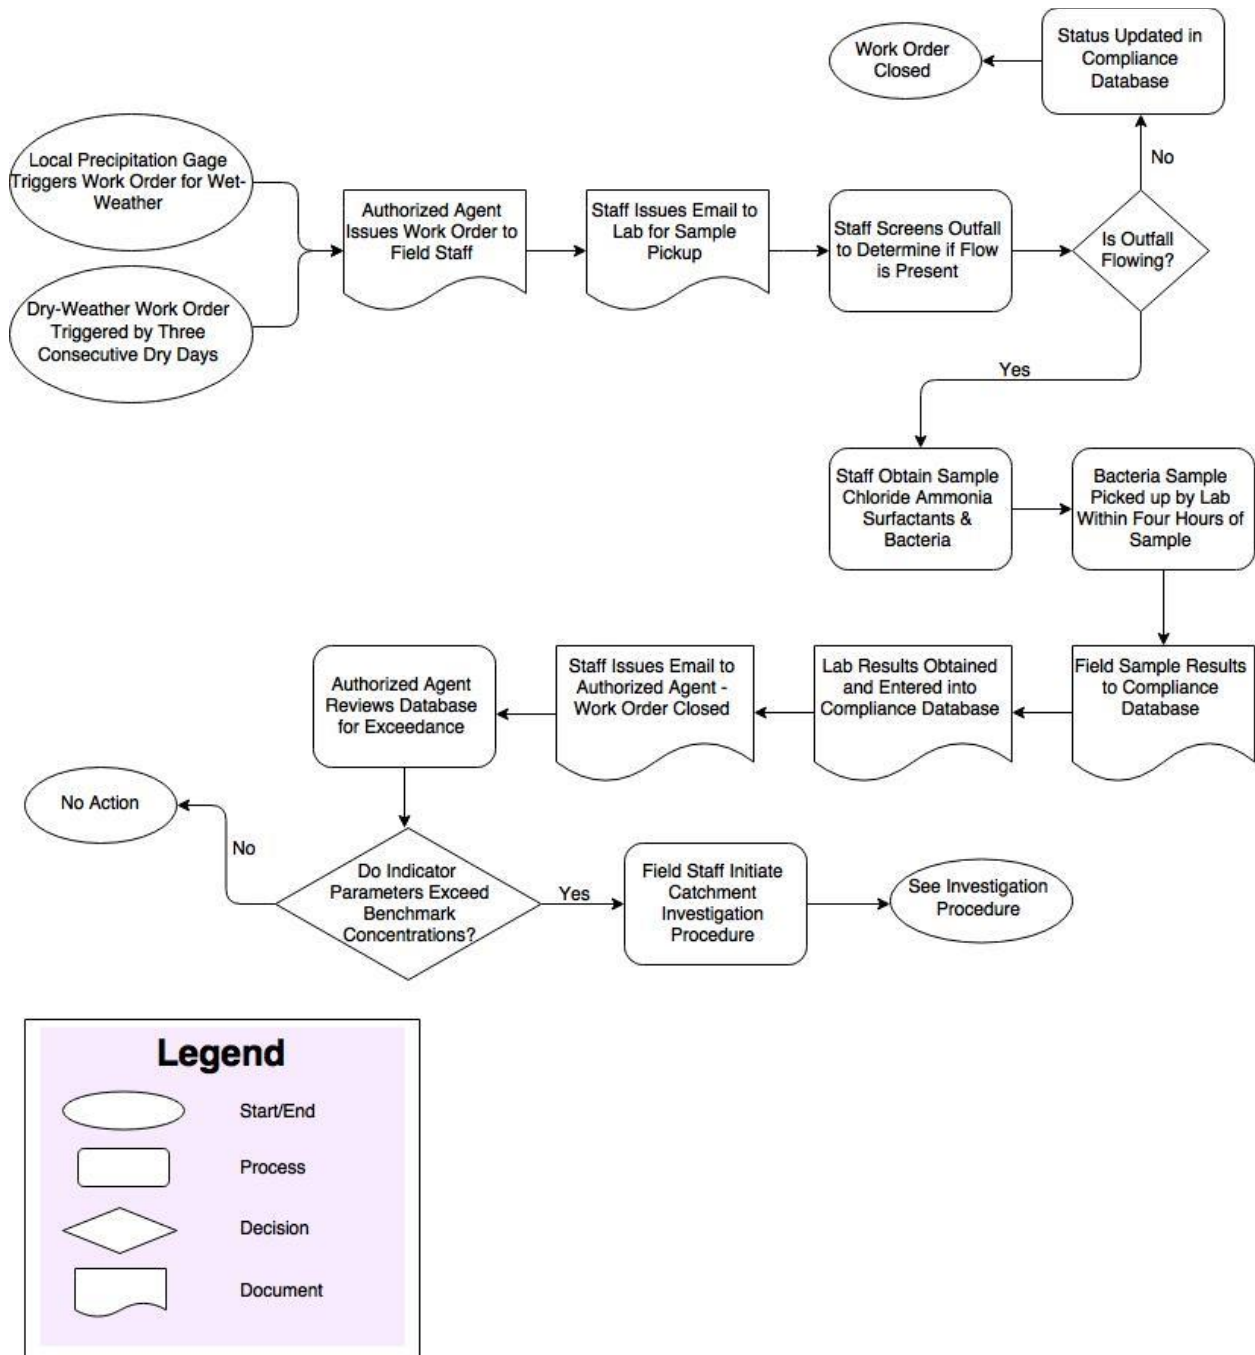 Work Order
Closed
Status Updated in
Compliance
Database
Local Precipitation Gage
Triggers Work Order for Wet-
Weather
Dry-Weather Work Order
Triggered by Three
Consecutive Dry Days
Authorized Agent
Issues Work Order to
Field Staff
Staff Issues Email to
Lab for Sample
Pickup
Staff Screens Outfall
to Determine if Flow
is Present
Is Outfall
Flowing?
No
Yes
Staff Obtain Sample
Chloride Ammonia
Surfactants &
Bacteria
Bacteria Sample
Picked up by Lab
Within Four Hours of
Sample
Field Sample Results
to Compliance
Database
Lab Results Obtained
and Entered into
Compliance Database
Staff Issues Email to
Authorized Agent -
Work Order Closed
Authorized Agent
Reviews Database
for Exceedance
Do Indicator
Parameters Exceed
Benchmark
Concentrations?
No
No Action
Yes
Field Staff Initiate
Catchment
Investigation
Procedure
See Investigation
Procedure
Legend
Start/End
Process
Decision
Document